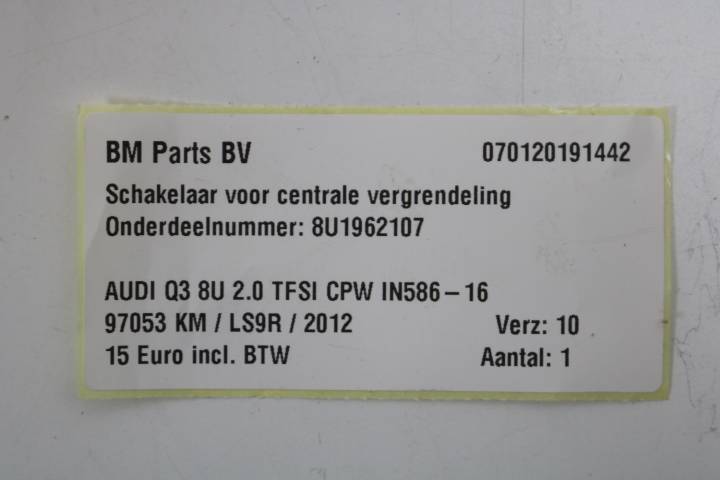 BM Parts BV 070120191442
Schakelaar voor centrale vergrendeling
Onderdeelnummer: 8U1962107
AUDI Q3 8U 2.0 TFSI CPW IN586-16
97053 KM / LS9R / 2012 Verz: 10
15 Euro incl. BTW Aantal: 1